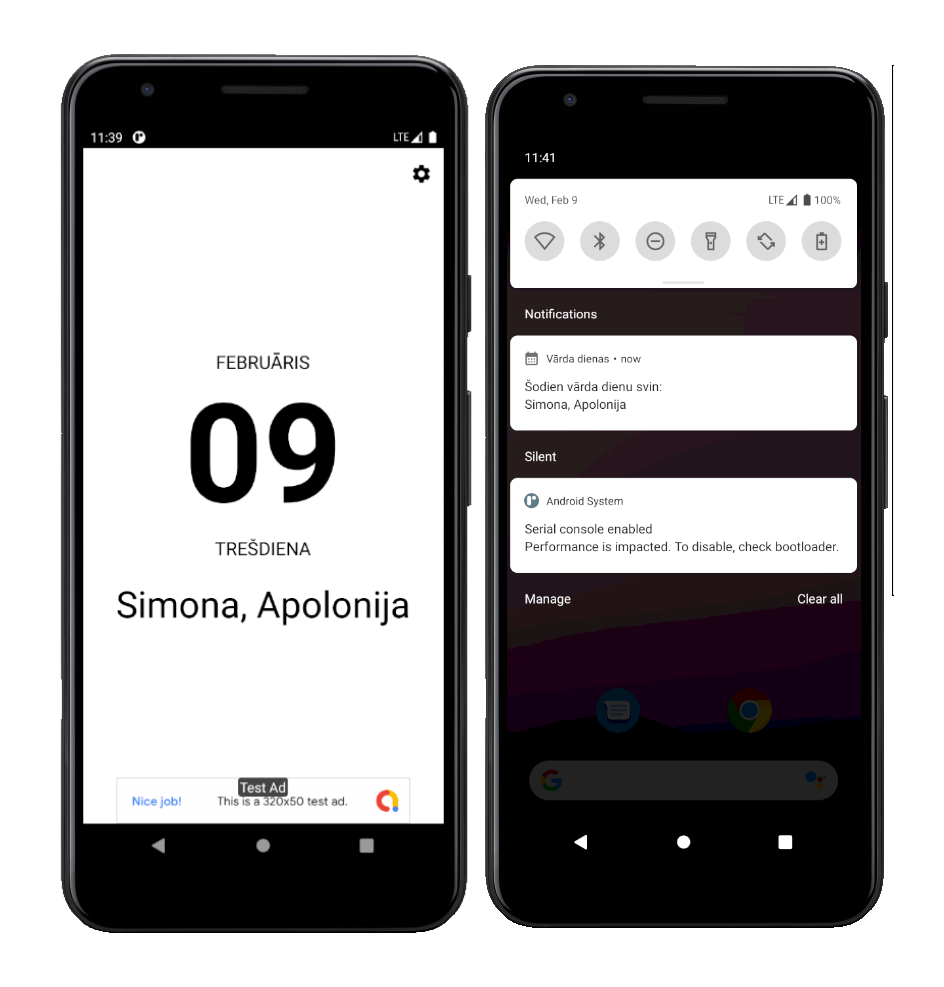 11:39
LTE
FEBRUĀRIS
09
TREŠDIENA
Simona, Apolonija
Test Ad
Nice job! This is a 320x50 test ad.
11:41
Wed, Feb 9 LTE 100%
Notifications
Vārda dienas • now
Šodien vārda dienu svin:
Simona, Apolonija
Silent
Android System
Serial console enabled
Performance is impacted. To disable, check bootloader.
Manage Clear all